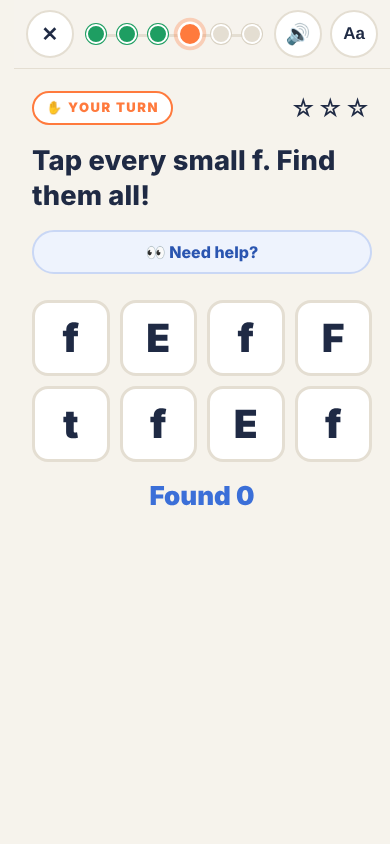 Aa
YOUR TURN
Tap every small f. Find
them all!
Need help?
f E f F
t f E f
Found 0